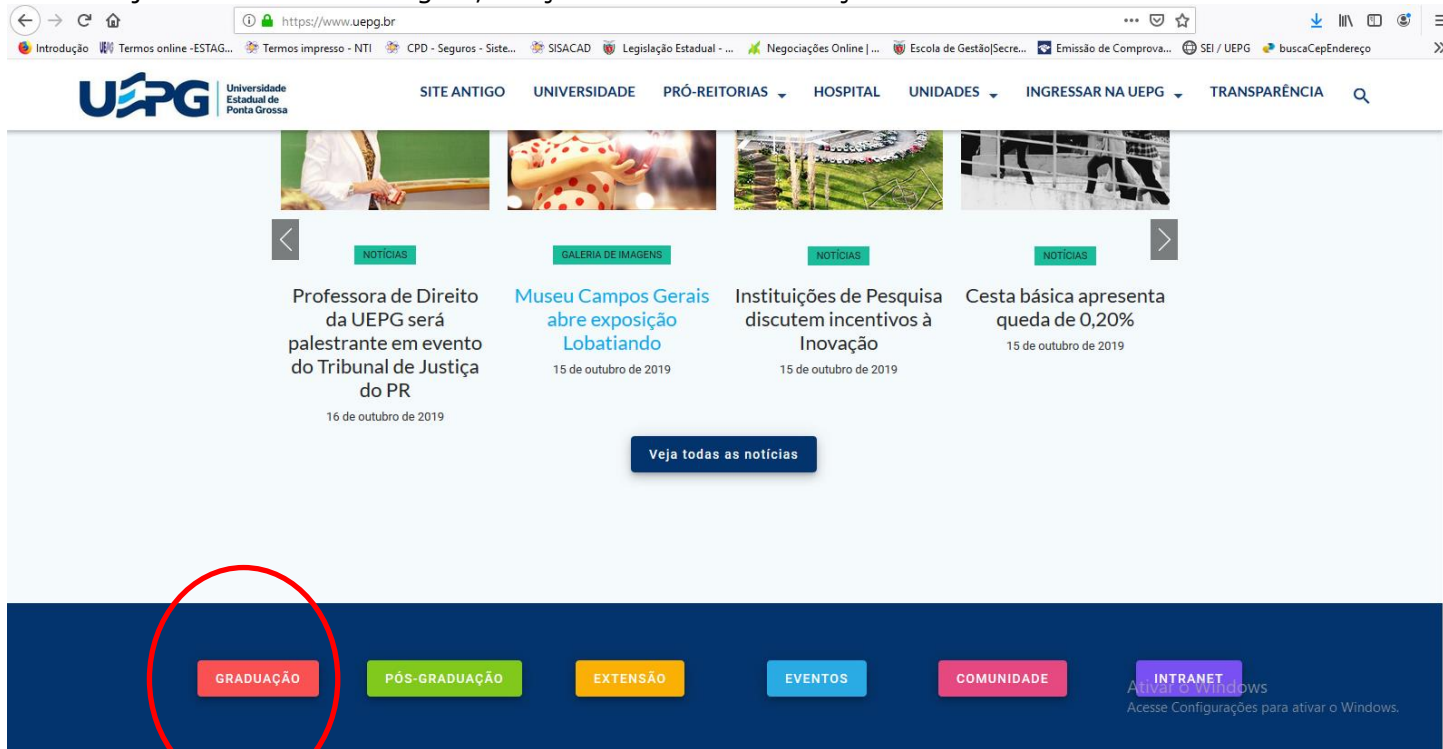 https://www.uepg.br
Introdução Termos online -ESTAG... Termos impresso - NTI CPD - Seguros - Siste... SISACAD Legislação Estadual - ... Negociações Online | ... Escola de Gestão|Secre... Emissão de Comprova... SEI / UEPG buscaCepEndereço
UEPG
Universidade
Estadual de
Ponta Grossa
SITE ANTIGO UNIVERSIDADE PRÓ-REITORIAS HOSPITAL UNIDADES INGRESSAR NA UEPG TRANSPARÊNCIA
NOTÍCIAS
Professora de Direito
da UEPG será
palestrante em evento
do Tribunal de Justiça
do PR
16 de outubro de 2019
GALERIA DE IMAGENS
Museu Campos Gerais
abre exposição
Lobatiando
15 de outubro de 2019
NOTÍCIAS
Instituições de Pesquisa
discutem incentivos à
Inovação
15 de outubro de 2019
NOTÍCIAS
Cesta básica apresenta
queda de 0,20%
15 de outubro de 2019
Veja todas as notícias
GRADUAÇÃO PÓS-GRADUAÇÃO EXTENSÃO EVENTOS COMUNIDADE INTRANET
Ativar o Windows
Acesse Configurações para ativar o Windows.